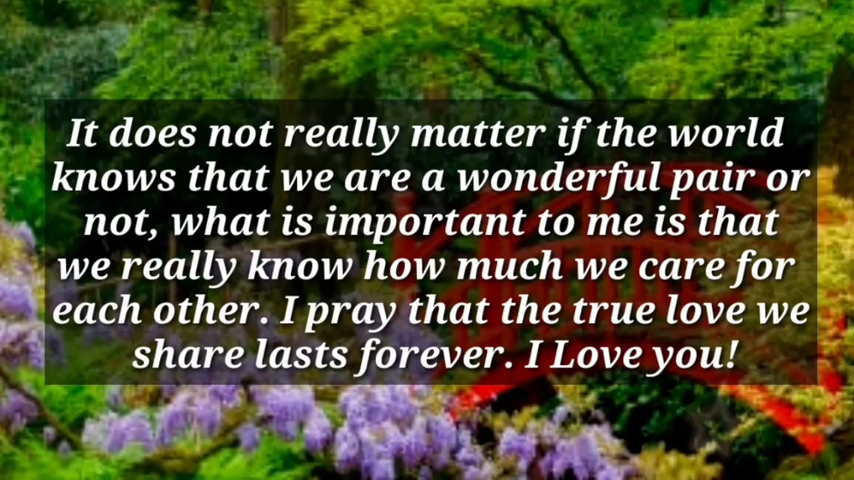 It does not really matter if the world
knows that we are a wonderful pair or
not, what is important to me is that
we really know how much we care for
each other. I pray that the true love we
share lasts forever. I Love you!